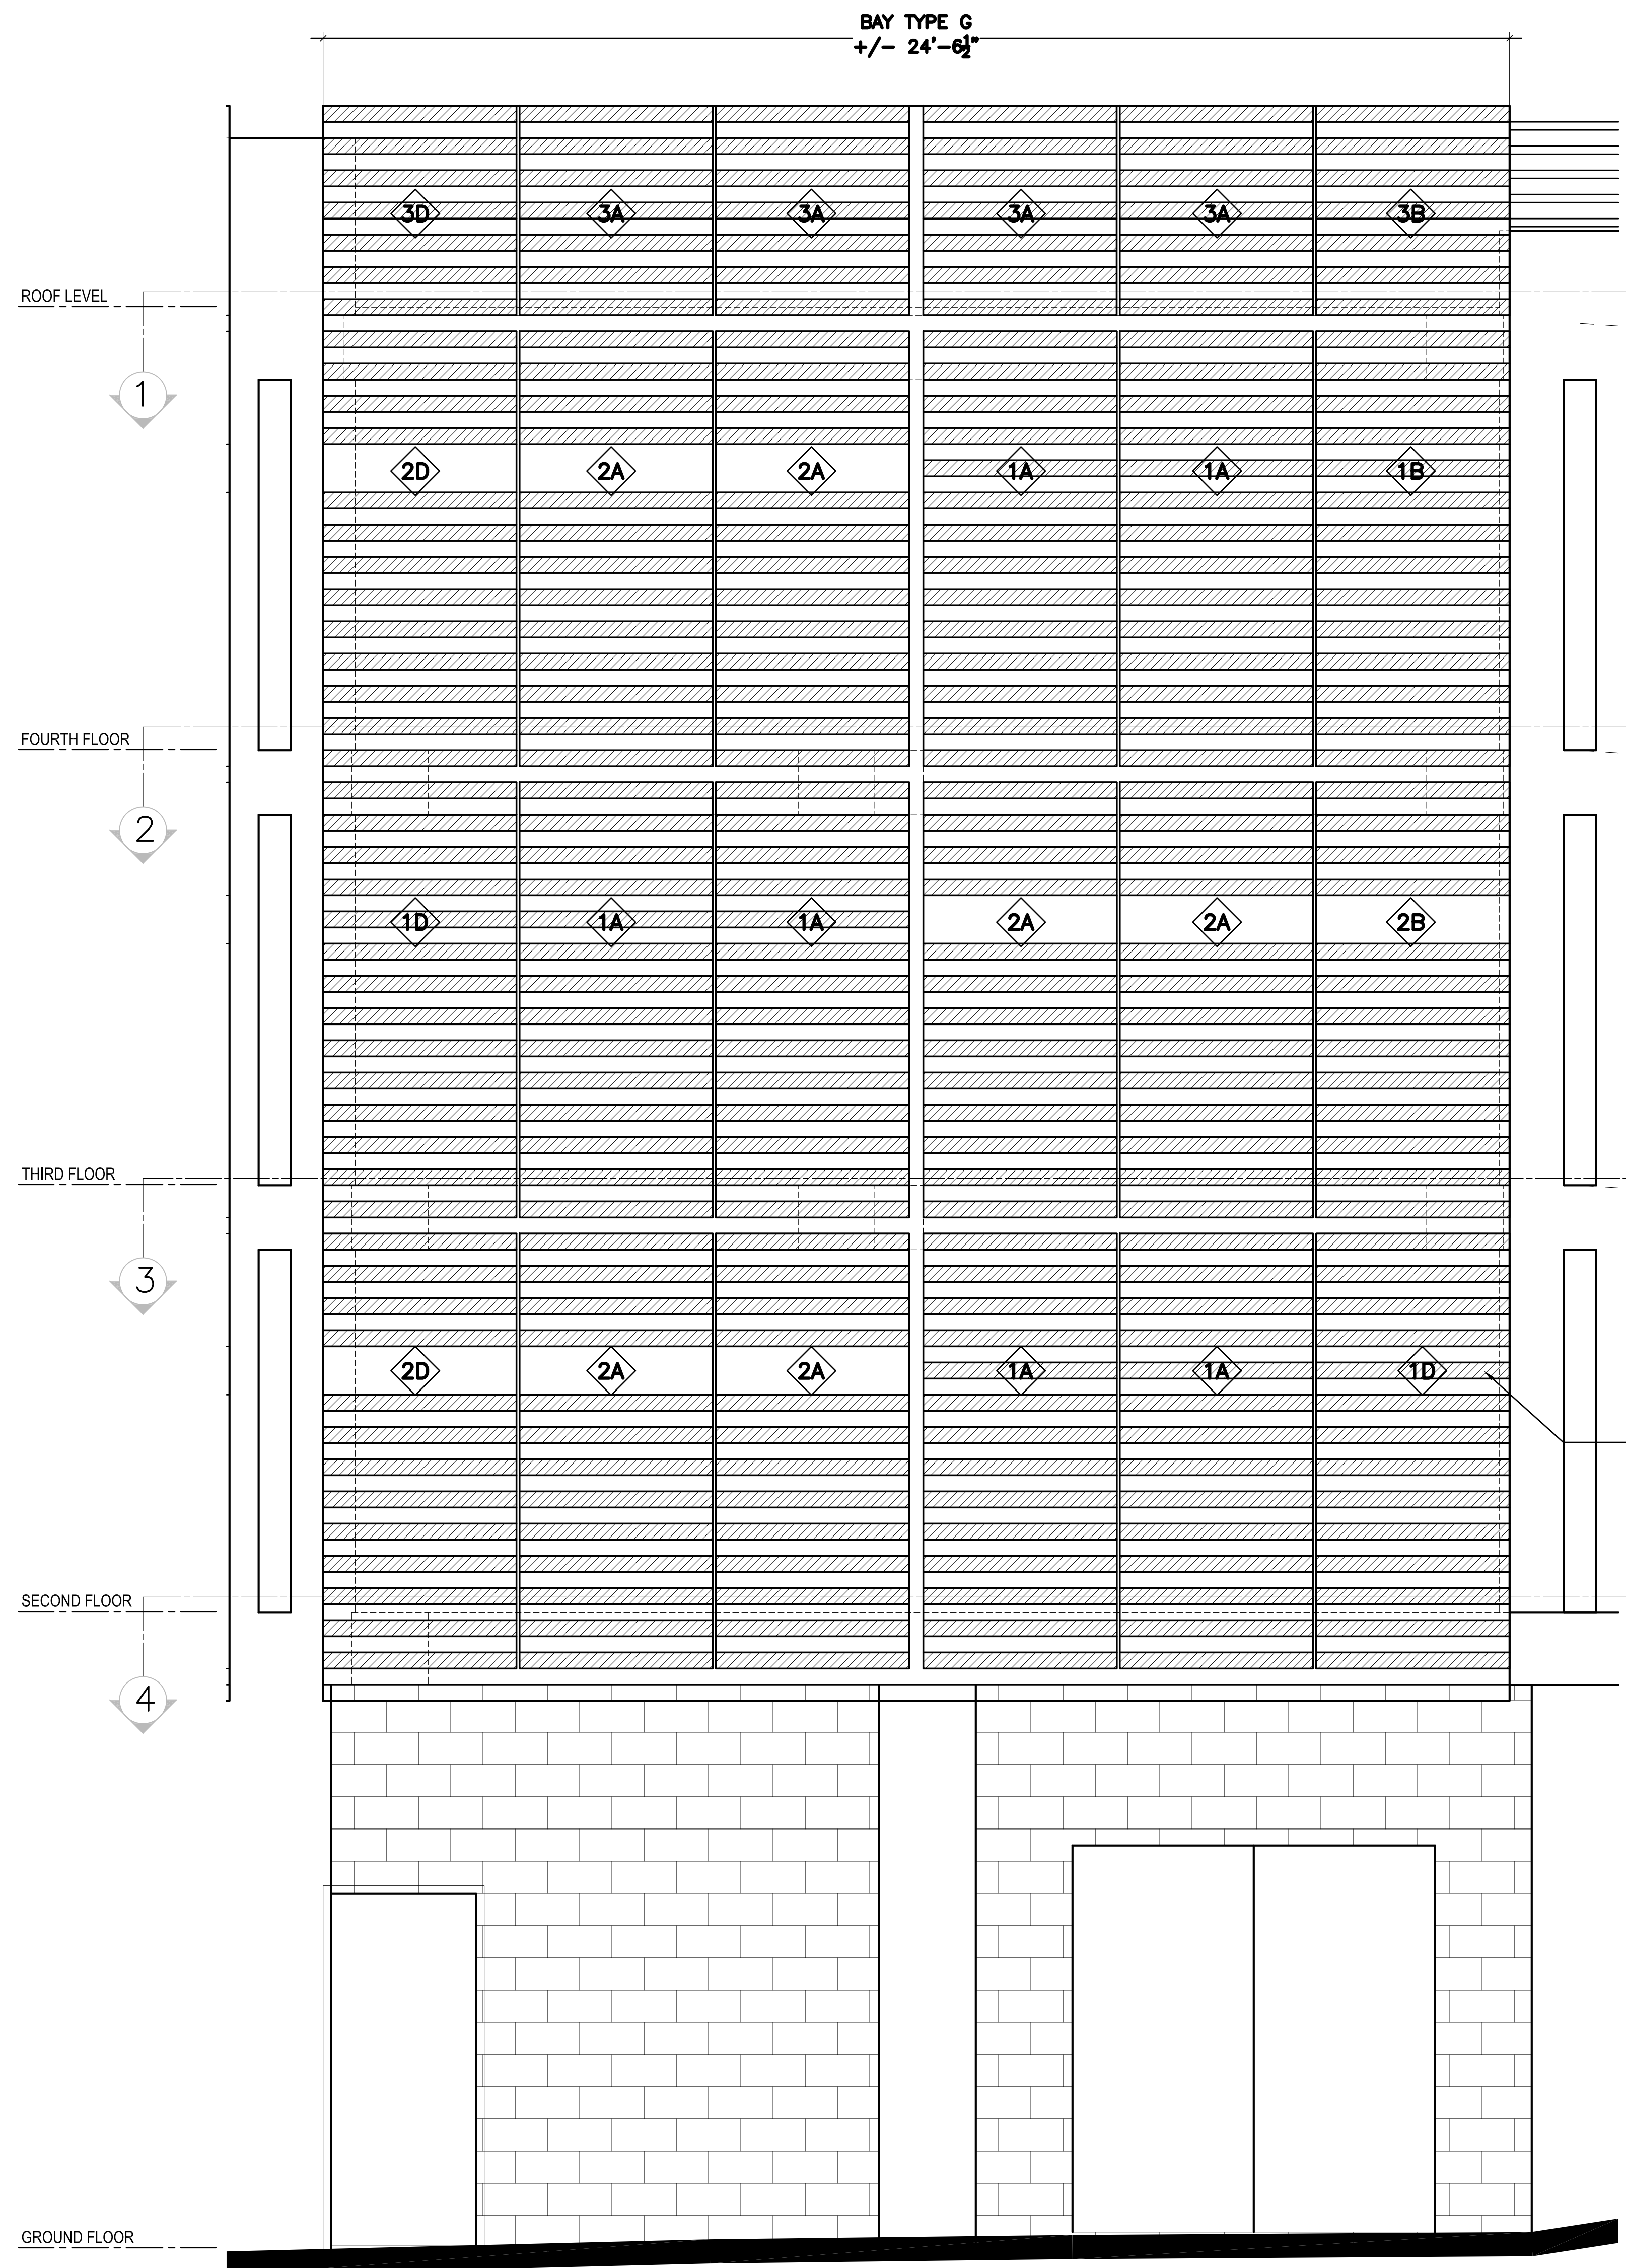 BAY TYPE G
+/- 24'-6½"
3D 3A 3A 3A 3A 3B
ROOF LEVEL
1
2D 2A 2A 1A 1A 1B
FOURTH FLOOR
2
1D 1A 1A 2A 2A 2B
THIRD FLOOR
3
2D 2A 2A 1A 1A 1D
SECOND FLOOR
4
GROUND FLOOR